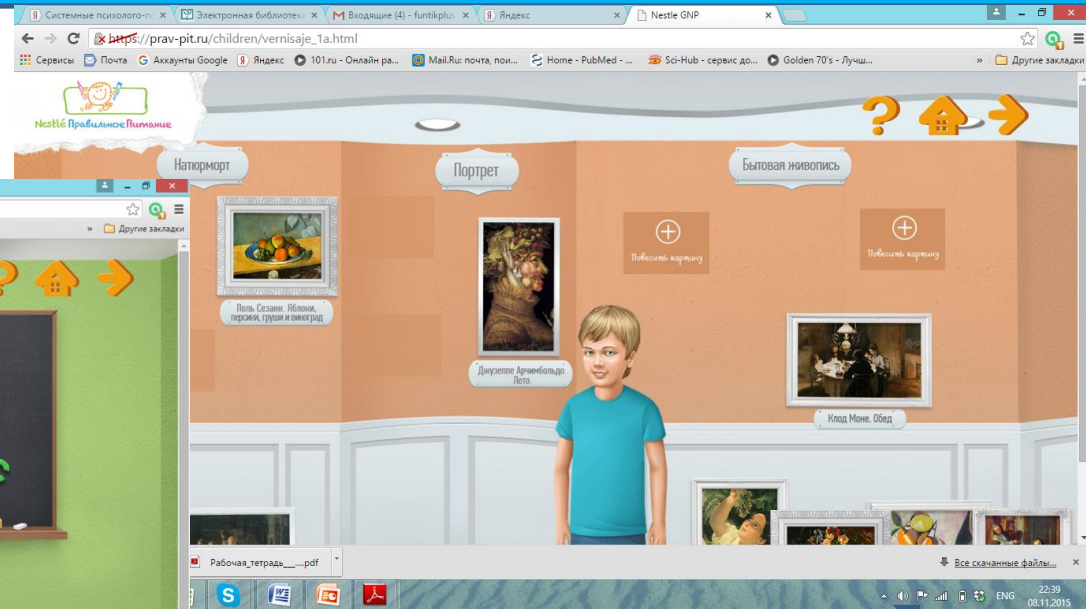 Системные психолого-п
Электронная библиотека
Входящие (4) - funtikplus
Яндекс
Nestle GNP
https://prav-pit.ru/children/vernisaje_1a.html
Сервисы
Почта
Аккаунты Google
Яндекс
101.ru - Онлайн ра...
Mail.Ru: почта, пои...
Home - PubMed - ...
Sci-Hub - сервис до...
Golden 70's - Лучш...
»
Другие закладки
Nestlé Правильное Питание
?
Натюрморт
Портрет
Бытовая живопись
» Другие закладки
?
Повесить картину
Повесить картину
Поль Сезанн. Яблоки,
персики, груши и виноград
Джузеппе Арчимбольдо.
Лето.
Клод Моне. Обед
с
Рабочая_тетрадь__....pdf
Все скачанные файлы...
ENG
22:39
08.11.2015